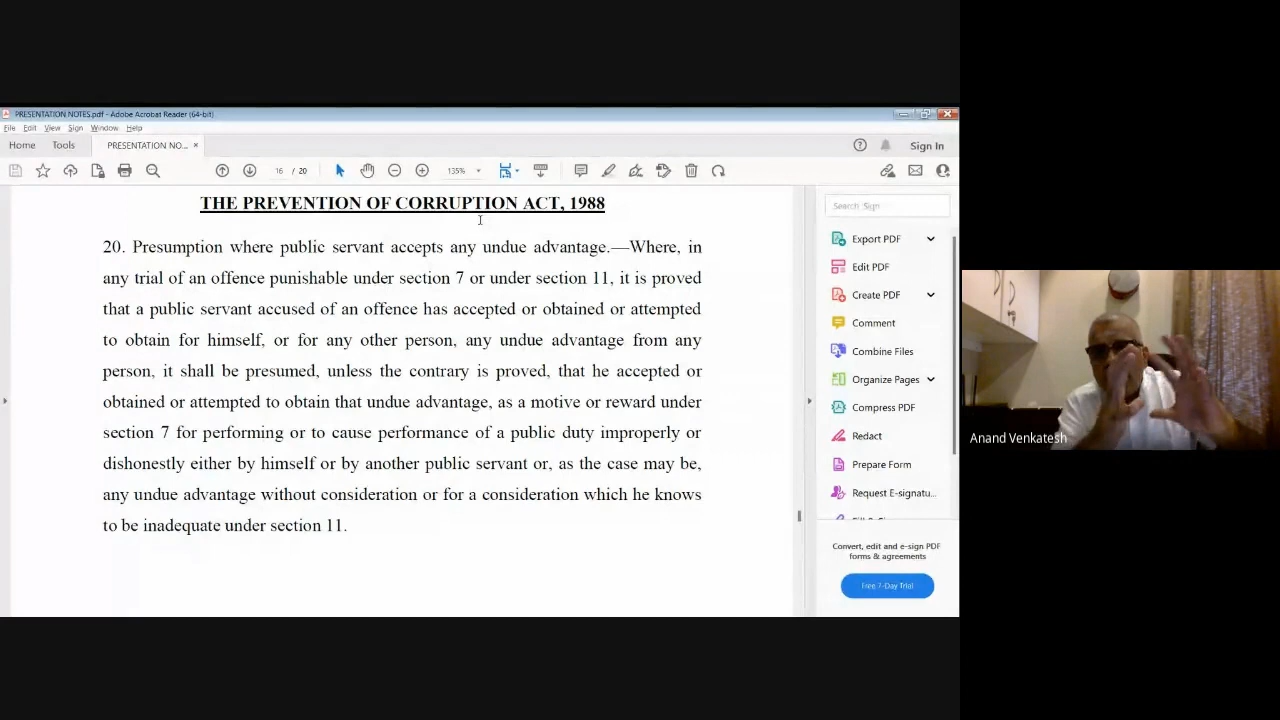 PRESENTATION NOTES.pdf - Adobe Acrobat Reader (64-bit)
File Edit View Sign Window Help
Home Tools PRESENTATION NO... × Sign In
16 / 20 135%
THE PREVENTION OF CORRUPTION ACT, 1988
20. Presumption where public servant accepts any undue advantage.—Where, in
any trial of an offence punishable under section 7 or under section 11, it is proved
that a public servant accused of an offence has accepted or obtained or attempted
to obtain for himself, or for any other person, any undue advantage from any
person, it shall be presumed, unless the contrary is proved, that he accepted or
obtained or attempted to obtain that undue advantage, as a motive or reward under
section 7 for performing or to cause performance of a public duty improperly or
dishonestly either by himself or by another public servant or, as the case may be,
any undue advantage without consideration or for a consideration which he knows
to be inadequate under section 11.
Search 'Sign'
Export PDF
Edit PDF
Create PDF
Comment
Combine Files
Organize Pages
Compress PDF
Redact
Prepare Form
Request E-signatu...
Convert, edit and e-sign PDF
forms & agreements
Free 7-Day Trial
Anand Venkatesh